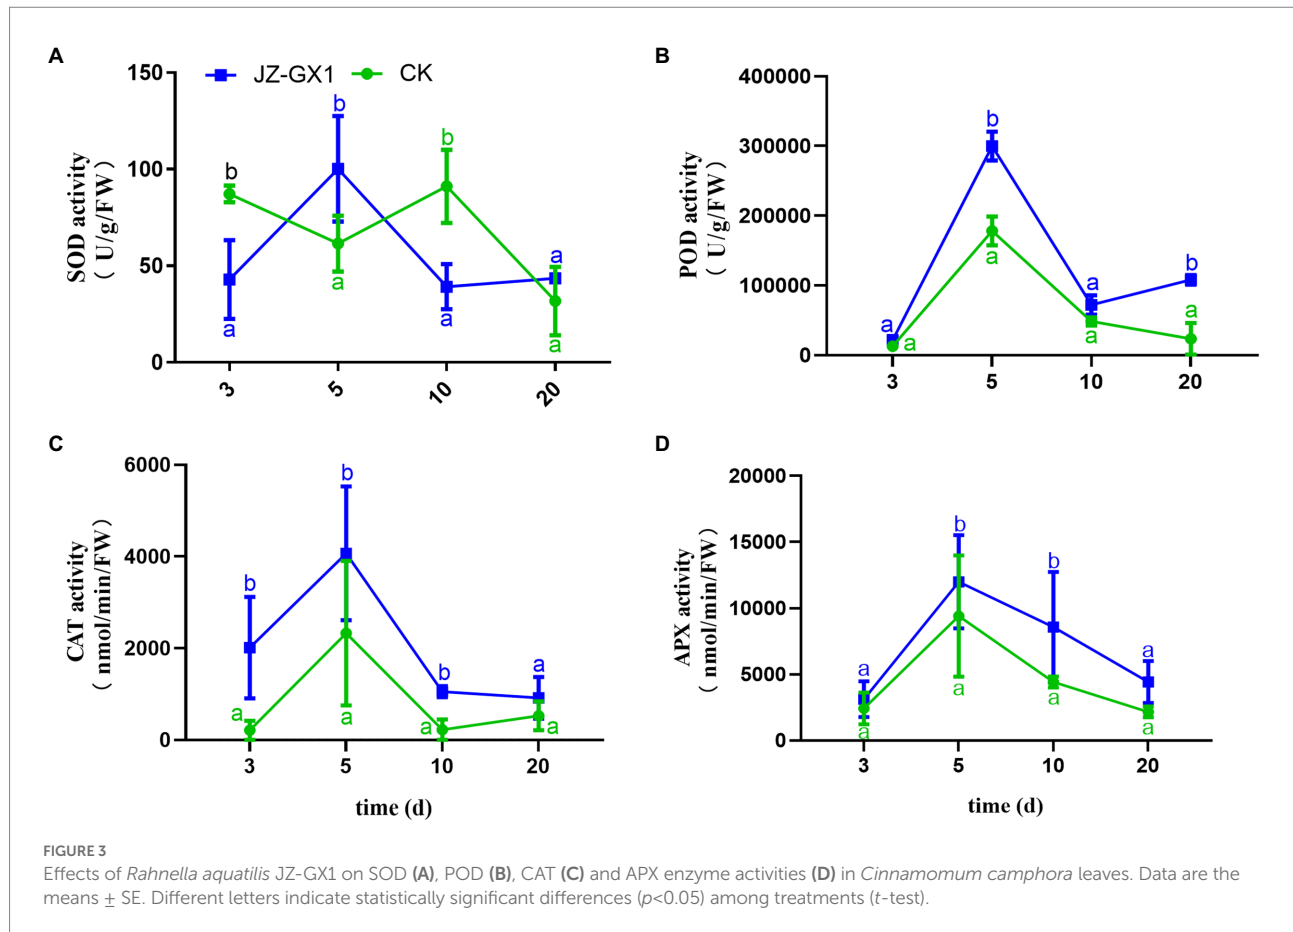 A
JZ-GX1 CK
SOD activity
( U/g/FW)
150
100
50
0
b
b
b
a
a
a
a
a
3 5 10 20
B
POD activity
( U/g/FW)
400000
300000
200000
100000
0
b
a
a
a
a
a
b
a
3 5 10 20
C
CAT activity
( nmol/min/FW)
6000
4000
2000
0
b
b
b
a
a
a
a
a
3 5 10 20
time (d)
D
APX activity
( nmol/min/FW)
20000
15000
10000
5000
0
b
b
a
a
a
a
a
a
3 5 10 20
time (d)
FIGURE 3
Effects of Rahnella aquatilis JZ-GX1 on SOD (A), POD (B), CAT (C) and APX enzyme activities (D) in Cinnamomum camphora leaves. Data are the
means ± SE. Different letters indicate statistically significant differences (p<0.05) among treatments (t-test).